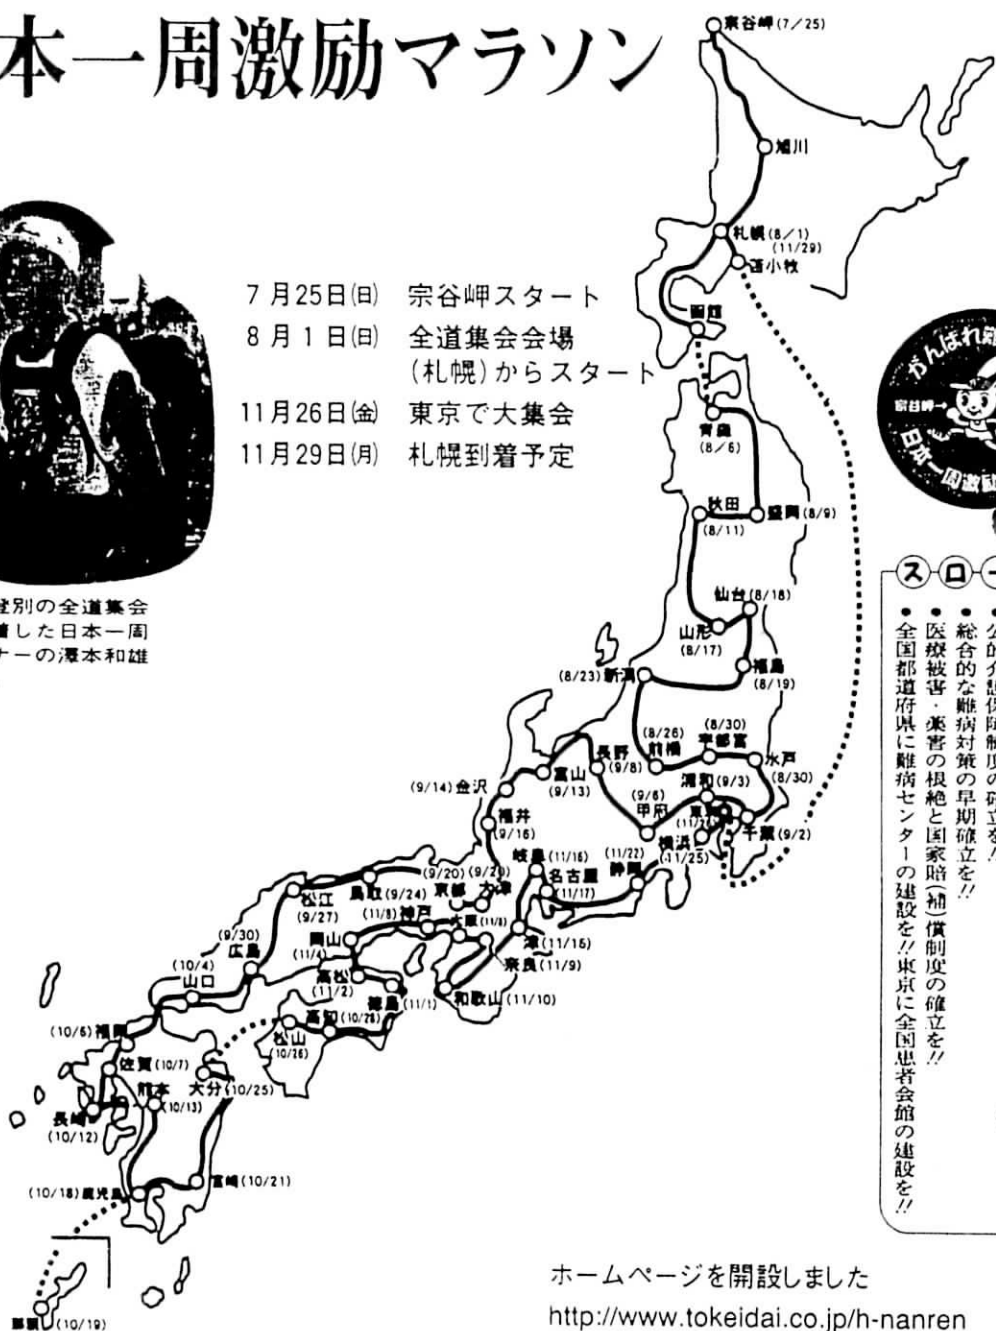 本一周激励マラソン
7月25日(日) 宗谷岬スタート
8月1日(日) 全道集会会場
(札幌)からスタート
11月26日(金) 東京で大集会
11月29日(月) 札幌到着予定
別の全道集会
した日本一周
ナーの澤本和雄
宗谷岬(7/25)
旭川
札幌(8/1)
(11/29)
苫小牧
函館
青森
(8/6)
秋田
(8/11)
盛岡(8/9)
仙台(8/18)
山形
(8/17)
福島
(8/19)
(8/23)新潟
(8/26)
前橋
(8/30)
宇都宮
水戸
(8/30)
浦和(9/3)
千葉(9/2)
東京
横浜
(11/25)
(9/6)
甲府
長野
(9/8)
富山
(9/13)
(9/14)金沢
福井
(9/16)
岐阜(11/16)
名古屋
(11/17)
(11/22)
静岡
津(11/15)
奈良(11/9)
和歌山(11/10)
(9/20)
京都
(9/20)
大津
鳥取(9/24)
松江
(9/27)
(11/8)神戸
大阪(11/8)
岡山
(11/4)
高松
(11/2)
徳島(11/1)
高知(10/28)
松山
(10/26)
(9/30)
広島
(10/4)
山口
(10/6)福岡
佐賀(10/7)
熊本
(10/13)
大分(10/25)
長崎
(10/12)
宮崎(10/21)
(10/18)鹿児島
那覇(10/19)
がんばれ難
宗谷岬→
日本一周激励
スロー
総合的な難病対策の早期確立を!!
医療被害・薬害の根絶と国家賠(補)償制度の確立を!!
全国都道府県に難病センターの建設を!!東京に全国患者会館の建設を!!
ホームページを開設しました
http://www.tokeidai.co.jp/h-nanren